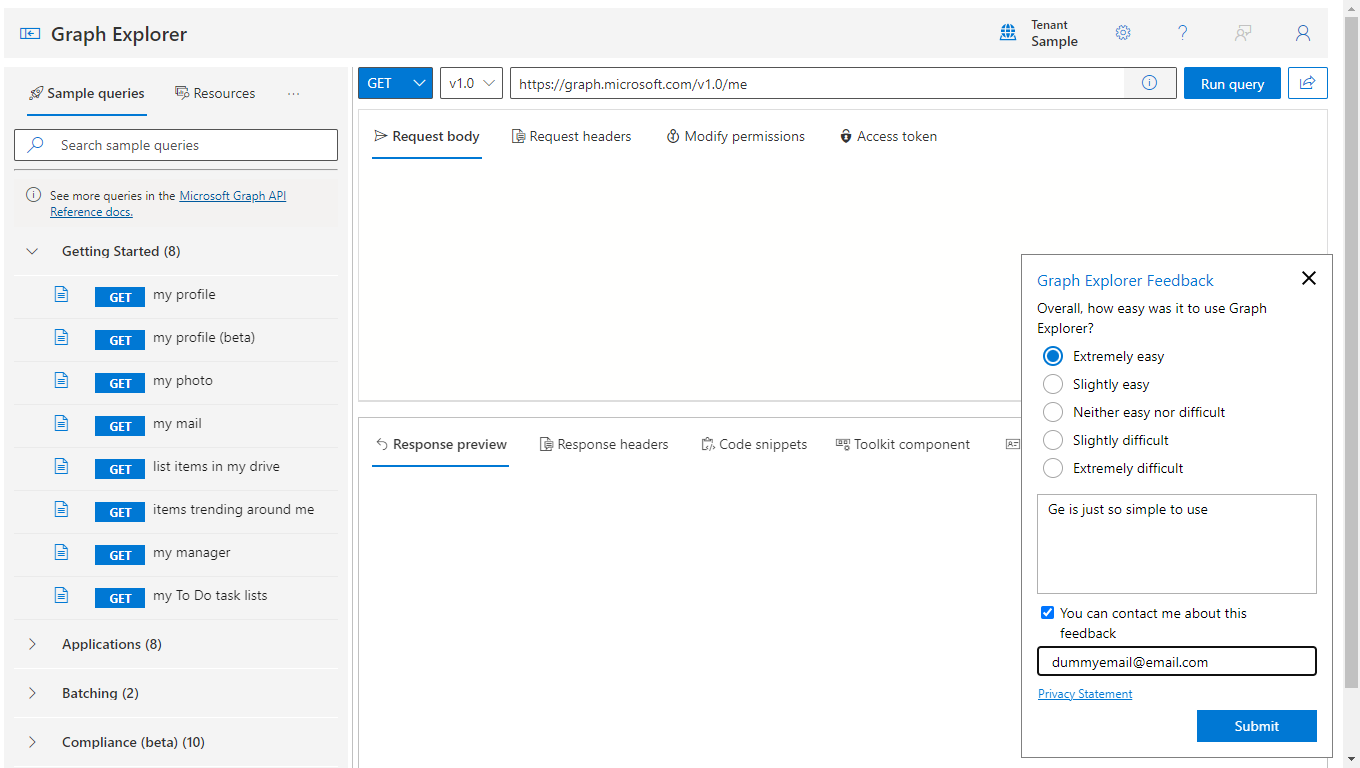 Graph Explorer
Tenant
Sample
?
Sample queries
Resources
...
Search sample queries
See more queries in the Microsoft Graph API
Reference docs.
Getting Started (8)
GET my profile
GET my profile (beta)
GET my photo
GET my mail
GET list items in my drive
GET items trending around me
GET my manager
GET my To Do task lists
Applications (8)
Batching (2)
Compliance (beta) (10)
GET
v1.0
https://graph.microsoft.com/v1.0/me
Run query
Request body
Request headers
Modify permissions
Access token
Response preview
Response headers
Code snippets
Toolkit component
Graph Explorer Feedback
Overall, how easy was it to use Graph
Explorer?
Extremely easy
Slightly easy
Neither easy nor difficult
Slightly difficult
Extremely difficult
Ge is just so simple to use
You can contact me about this
feedback
dummyemail@email.com
Privacy Statement
Submit